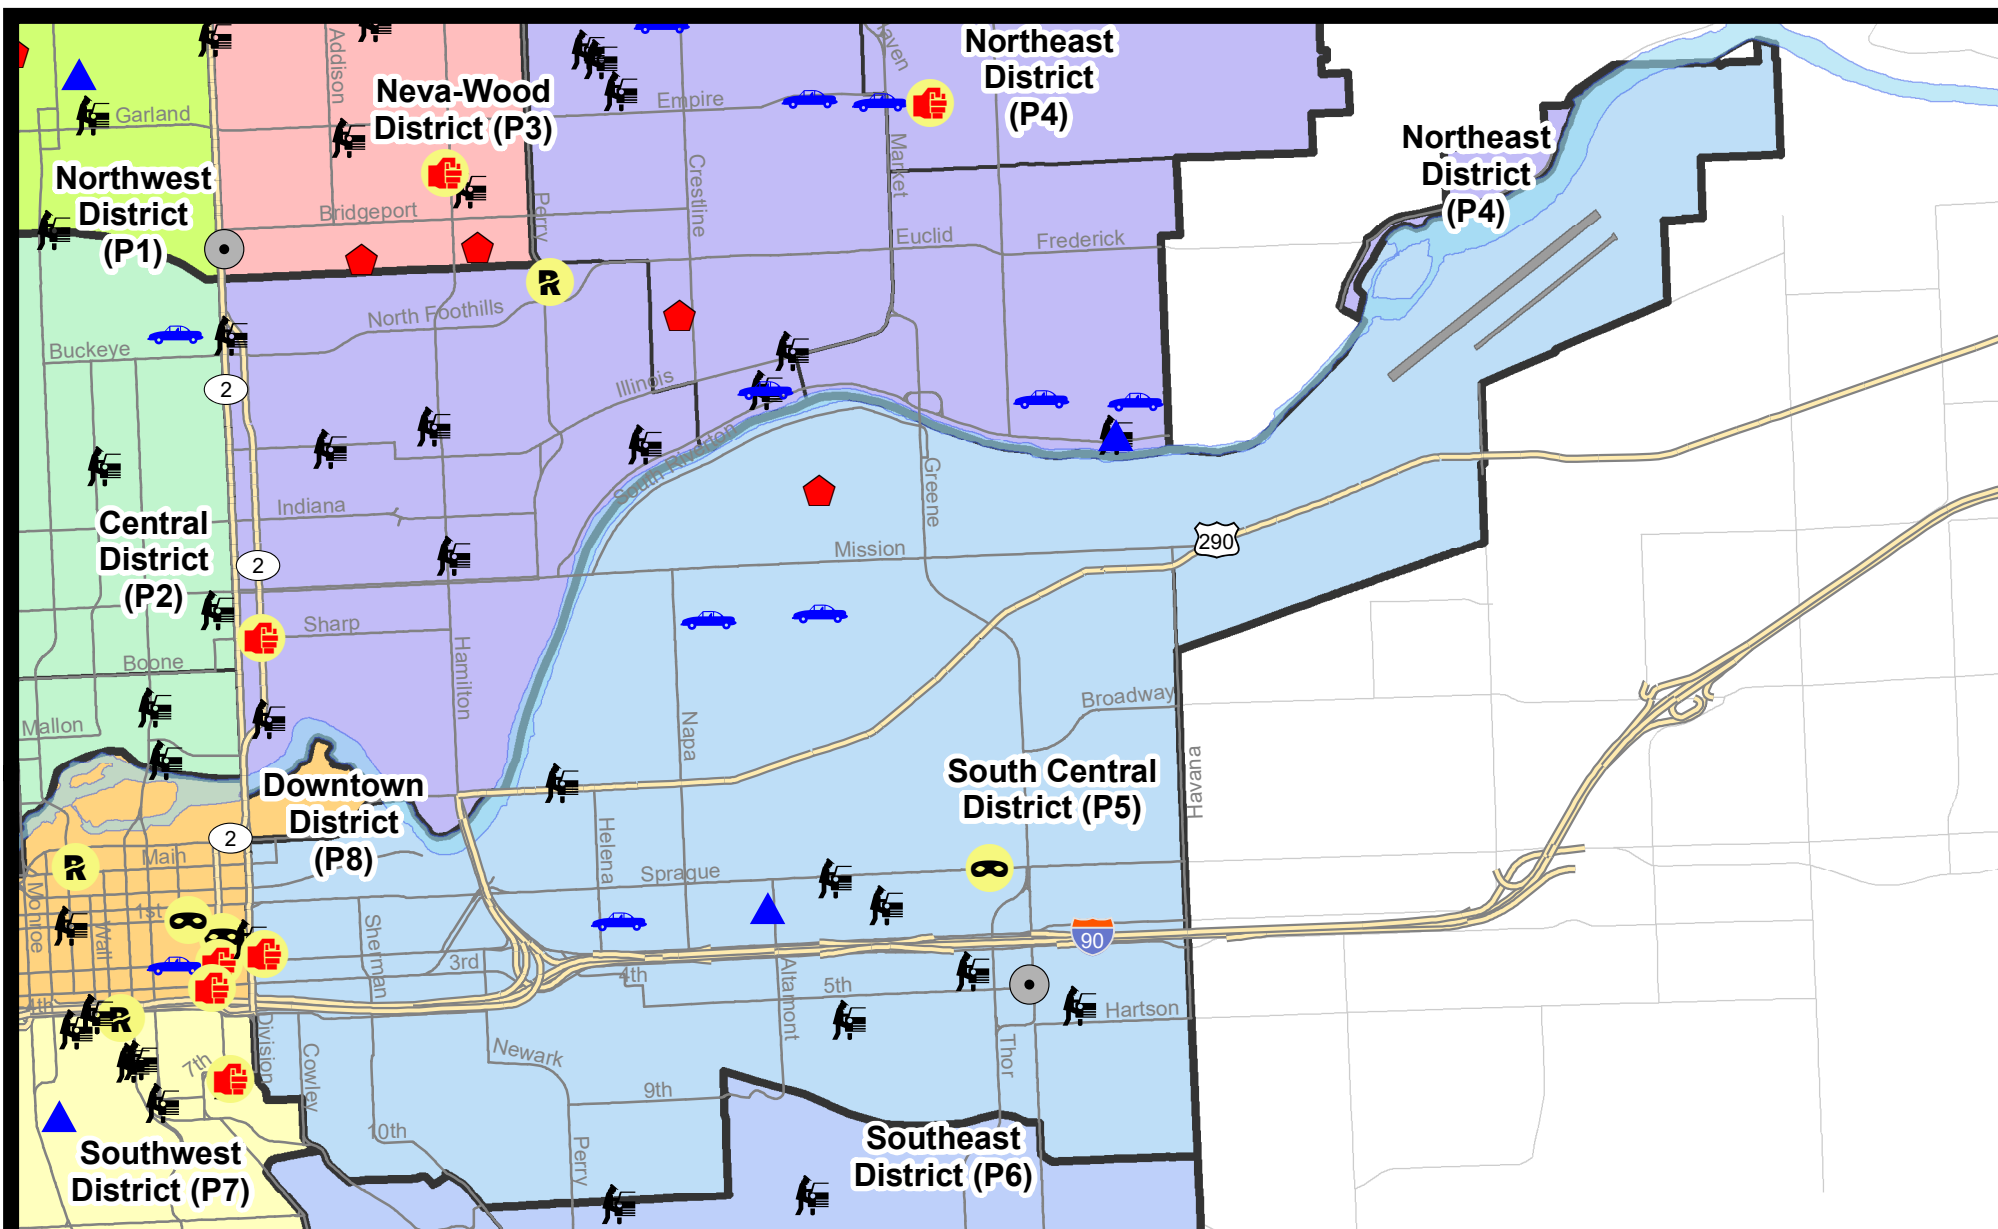 Northeast
District
(P4)
Neva-Wood
District (P3)
Addison
Garland
Empire
Market
Crestline
Northeast
District
(P4)
Northwest
District
(P1)
Bridgeport
Perry
Euclid
Frederick
North Foothills
Buckeye
2
Illinois
South Riverton
Greene
Indiana
Central
District
(P2)
Mission
290
2
Sharp
Boone
Hamilton
Mallon
Napa
Broadway
Havana
Downtown
District
(P8)
South Central
District (P5)
2
Main
R
R
Helena
Sprague
Monroe
1st
Wall
Sherman
3rd
4th
90
5th
Altamont
4th
R
Hartson
Division
Cowley
Newark
Thor
7th
9th
10th
Perry
Southwest
District (P7)
Southeast
District (P6)